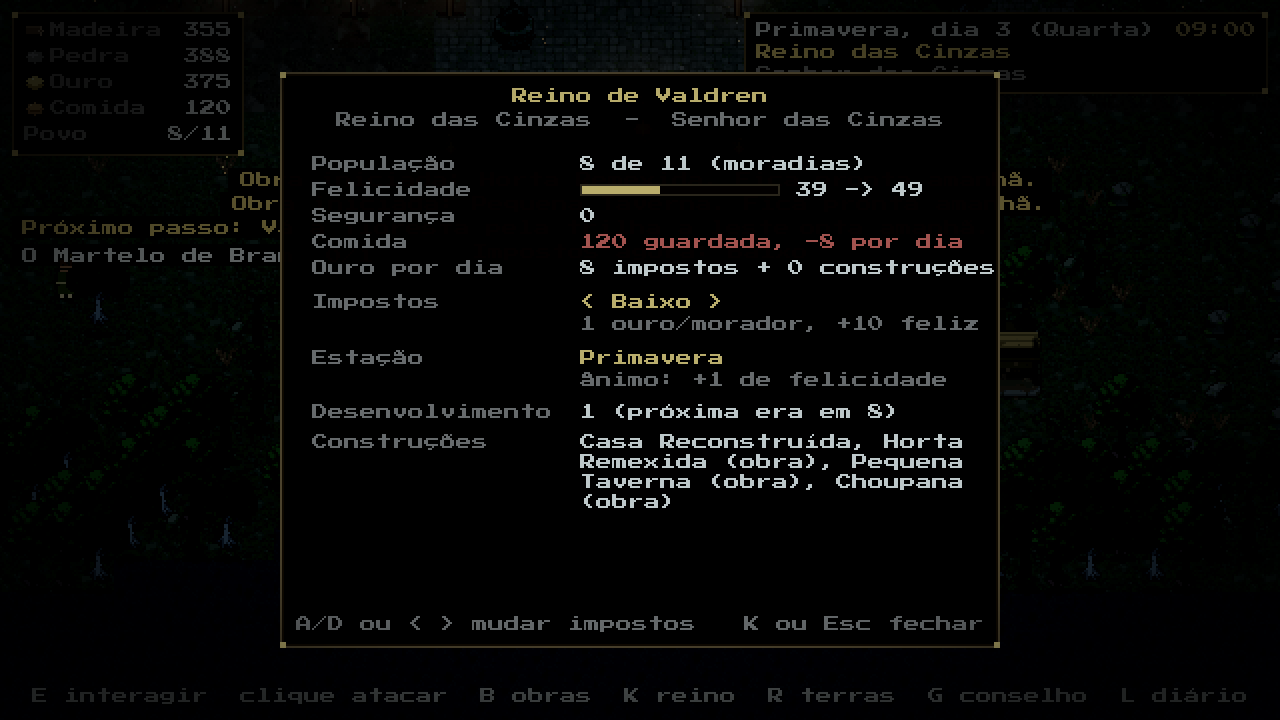 Madeira 355
Pedra 388
Ouro 375
Comida 120
Povo 8/11
Primavera, dia 3 (Quarta) 09:00
Reino das Cinzas
Reino de Valdren
Reino das Cinzas - Senhor das Cinzas
População 8 de 11 (moradias)
Felicidade 39 -> 49
Segurança 0
Comida 120 guardada, -8 por dia
Ouro por dia 8 impostos + 0 construções
Impostos < Baixo >
1 ouro/morador, +10 feliz
Estação Primavera
ânimo: +1 de felicidade
Desenvolvimento 1 (próxima era em 8)
Construções Casa Reconstruída, Horta
Remexida (obra), Pequena
Taverna (obra), Choupana
(obra)
A/D ou < > mudar impostos K ou Esc fechar
Próximo passo:
O Martelo de
E interagir clique atacar B obras K reino R terras G conselho L diário